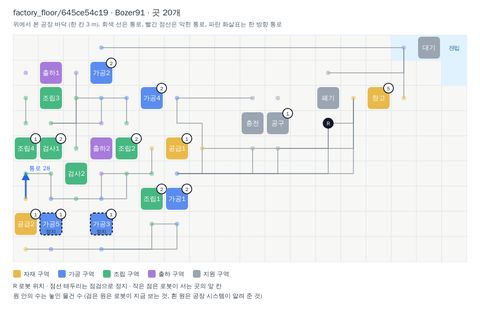 factory_floor/645ce54c19 · Bozer91 · 곳 20개
위에서 본 공장 바닥 (한 칸 3 m). 회색 선은 통로, 빨간 점선은 막힌 통로, 파란 화살표는 한 방향 통로
대기 전입
출하1 가공2 2
조립3 가공4 2 폐기 창고 5
충전 공구 1 R
조립4 1 검사1 2 출하2 조립2 2 공급1 1
검사2
통로 28
조립1 2 가공1 2
공급2 1 가공5 1 정지 가공3 1 정지
자재 구역 가공 구역 조립 구역 출하 구역 지원 구역
R 로봇 위치 · 점선 테두리는 점검으로 정지 · 작은 점은 로봇이 서는 곳의 앞 칸
원 안의 수는 놓인 물건 수 (검은 원은 로봇이 지금 보는 것, 흰 원은 공장 시스템이 알려 준 것)